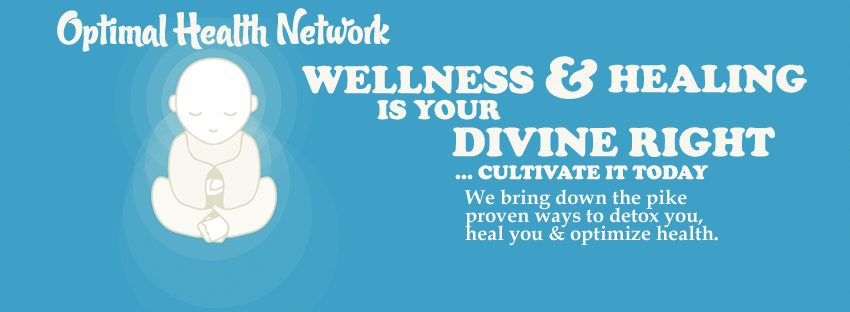 Optimal Health Network
WELLNESS & HEALING
IS YOUR
DIVINE RIGHT
... CULTIVATE IT TODAY
We bring down the pike
proven ways to detox you,
heal you & optimize health.